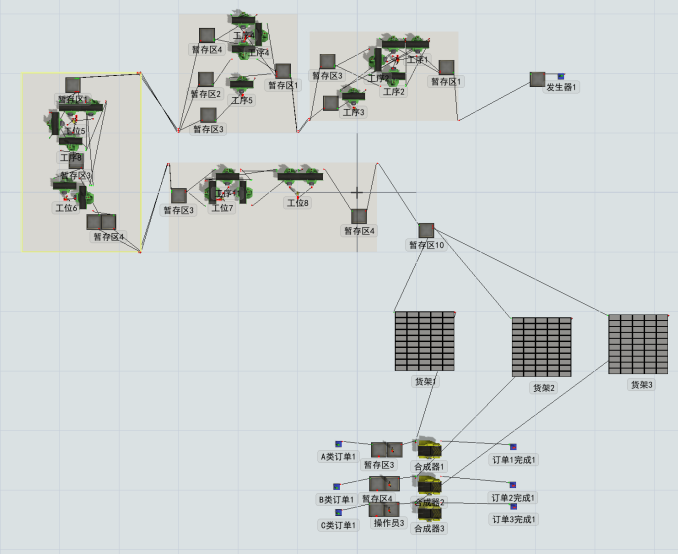 暂存区4
工序4
暂存区1
暂存区2
工序5
暂存区3
暂存区3
工序1
暂存区1
工序2
工序3
发生器1
暂存区1
工位5
工序8
暂存区3
工位6
暂存区4
暂存区3
工位7
工位8
暂存区4
暂存区10
货架1
货架2
货架3
A类订单1
暂存区3
合成器1
订单1完成1
B类订单1
暂存区4
合成器2
订单2完成1
C类订单1
操作员3
合成器3
订单3完成1